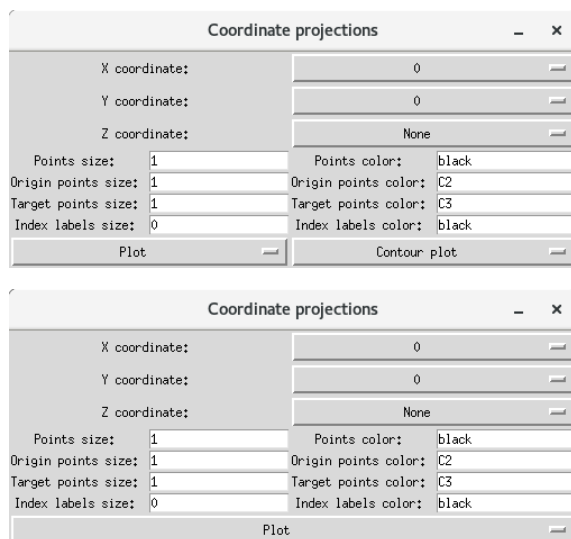 Coordinate projections
X coordinate: 0
Y coordinate: 0
Z coordinate: None
Points size: 1 Points color: black
Origin points size: 1 Origin points color: C2
Target points size: 1 Target points color: C3
Index labels size: 0 Index labels color: black
Plot Contour plot
Coordinate projections
X coordinate: 0
Y coordinate: 0
Z coordinate: None
Points size: 1 Points color: black
Origin points size: 1 Origin points color: C2
Target points size: 1 Target points color: C3
Index labels size: 0 Index labels color: black
Plot